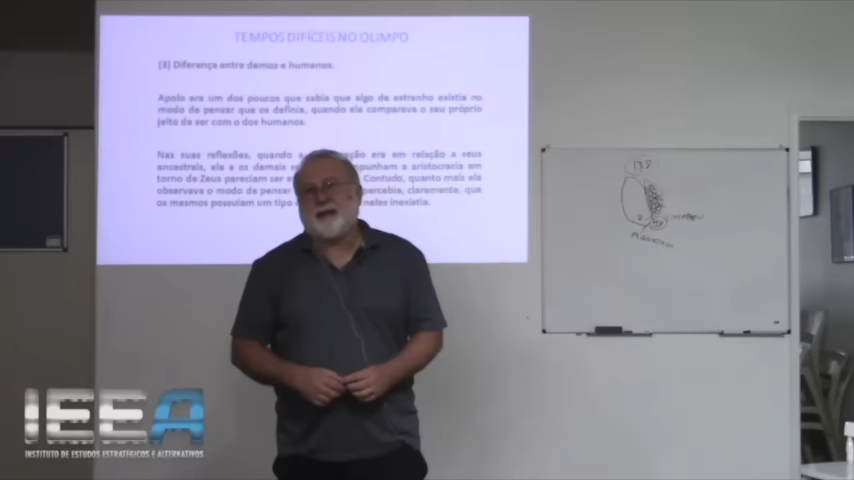 TEMPOS DIFÍCEIS NO OLIMPO
(3) Diferença entre demos e humanos.
Apolo era um dos poucos que sabia que algo de estranho existia no
modo de pensar que os definia, quando ele comparava o seu próprio
jeito de ser com o dos humanos.
Nas suas reflexões, quando a era em relação a seus
ancestrais, ele e os demais aristocracia em
torno de Zeus pareciam ser Contudo, quanto mais ele
observava o modo de pensar percebia, claramente, que
os mesmos possuíam um tipo neles inexistia.
135
IEEA
INSTITUTO DE ESTUDOS ESTRATÉGICOS E ALTERNATIVOS